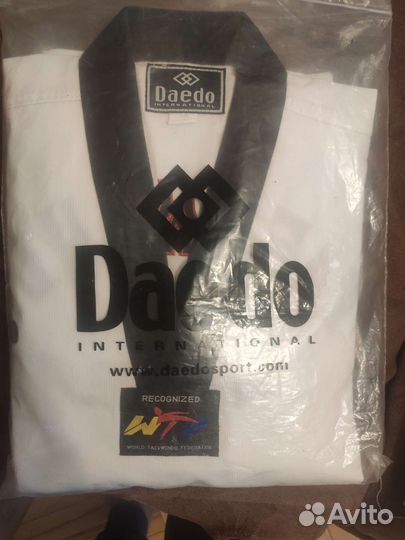 Daedo
INTERNATIONAL
Daedo
INTERNATIONAL
www.daedosport.com
RECOGNIZED
WTF
WORLD TAEKWONDO FEDERATION
Avito